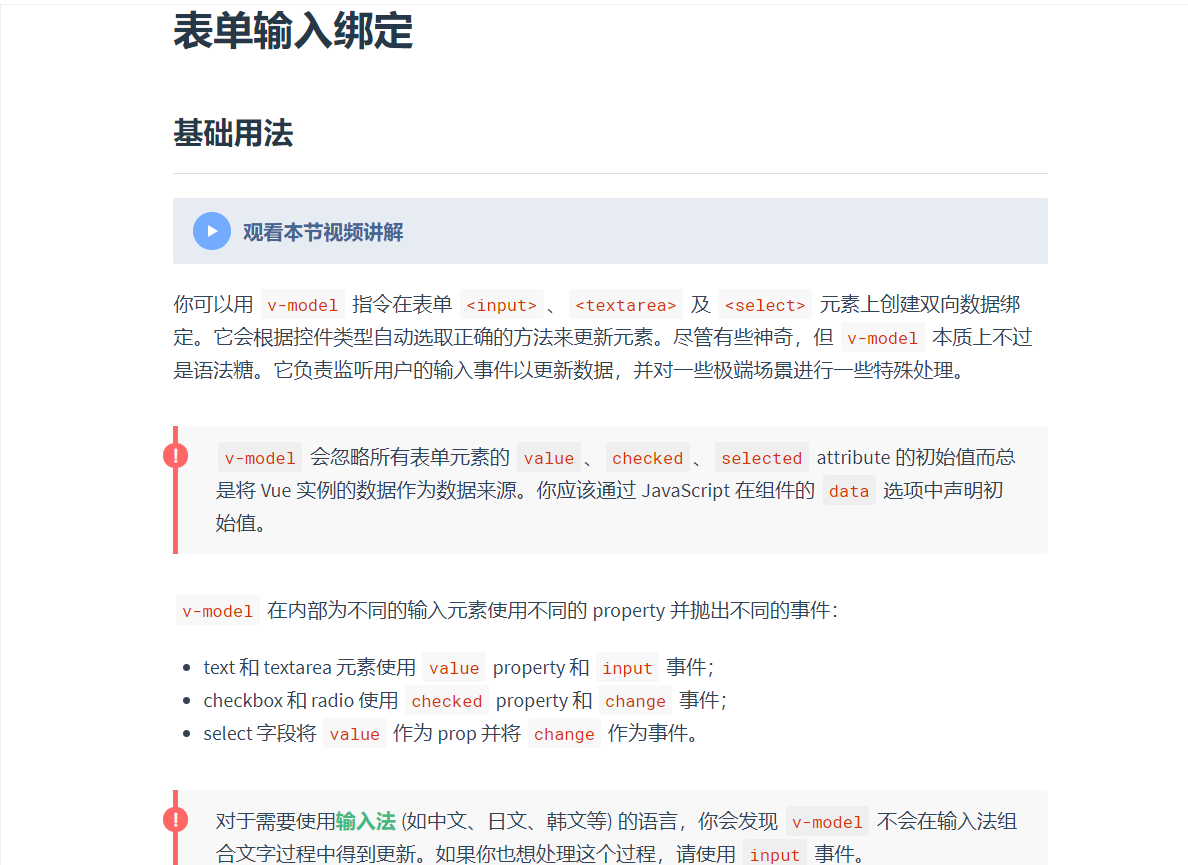 表单输入绑定
基础用法
观看本节视频讲解
你可以用 v-model 指令在表单 <input> 、 <textarea> 及 <select> 元素上创建双向数据绑
定。它会根据控件类型自动选取正确的方法来更新元素。尽管有些神奇，但 v-model 本质上不过
是语法糖。它负责监听用户的输入事件以更新数据，并对一些极端场景进行一些特殊处理。
!
v-model 会忽略所有表单元素的 value 、 checked 、 selected attribute 的初始值而总
是将 Vue 实例的数据作为数据来源。你应该通过 JavaScript 在组件的 data 选项中声明初
始值。
v-model 在内部为不同的输入元素使用不同的 property 并抛出不同的事件：
• text 和 textarea 元素使用 value property 和 input 事件；
• checkbox 和 radio 使用 checked property 和 change 事件；
• select 字段将 value 作为 prop 并将 change 作为事件。
!
对于需要使用输入法 (如中文、日文、韩文等) 的语言，你会发现 v-model 不会在输入法组
合文字过程中得到更新。如果你也想处理这个过程，请使用 input 事件。